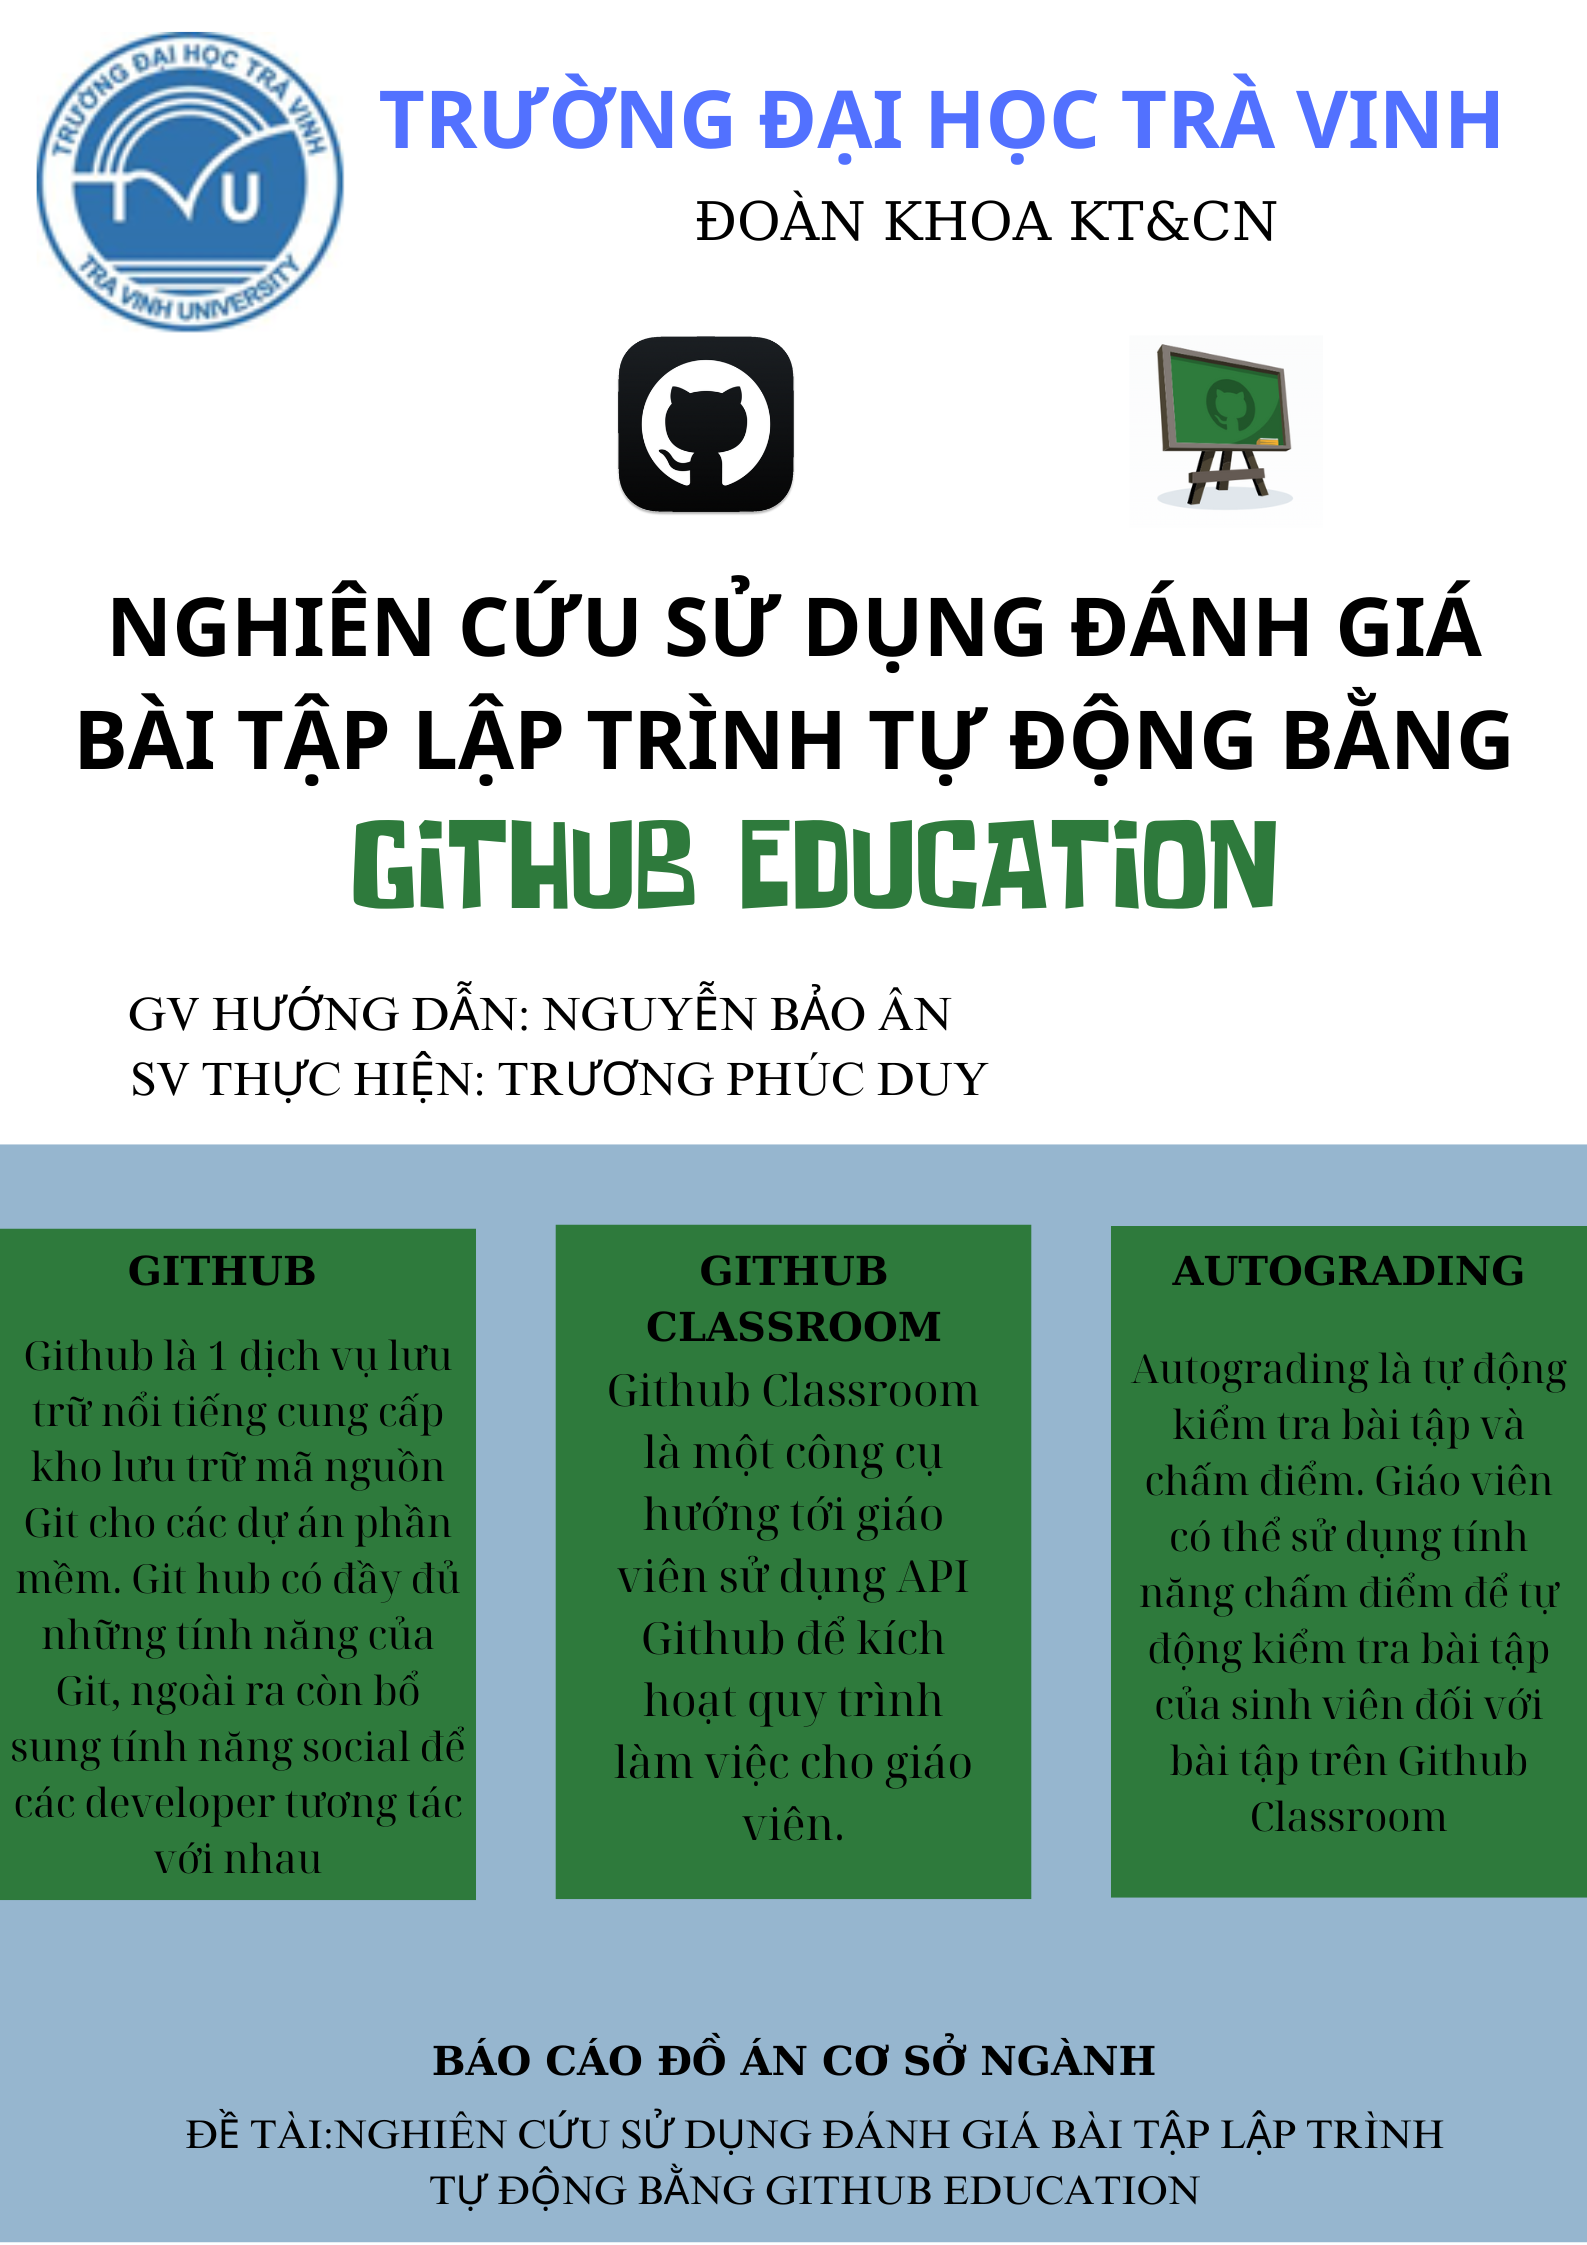 TRƯỜNG ĐẠI HỌC TRÀ VINH
TVU
TRA VINH UNIVERSITY
TRƯỜNG ĐẠI HỌC TRÀ VINH
ĐOÀN KHOA KT&CN
NGHIÊN CỨU SỬ DỤNG ĐÁNH GIÁ
BÀI TẬP LẬP TRÌNH TỰ ĐỘNG BẰNG
GiTHUB EDUCATiON
GV HƯỚNG DẪN: NGUYỄN BẢO ÂN
SV THỰC HIỆN: TRƯƠNG PHÚC DUY
GITHUB
Github là 1 dịch vụ lưu
trữ nổi tiếng cung cấp
kho lưu trữ mã nguồn
Git cho các dự án phần
mềm. Git hub có đầy đủ
những tính năng của
Git, ngoài ra còn bổ
sung tính năng social để
các developer tương tác
với nhau
GITHUB
CLASSROOM
Github Classroom
là một công cụ
hướng tới giáo
viên sử dụng API
Github để kích
hoạt quy trình
làm việc cho giáo
viên.
AUTOGRADING
Autograding là tự động
kiểm tra bài tập và
chấm điểm. Giáo viên
có thể sử dụng tính
năng chấm điểm để tự
động kiểm tra bài tập
của sinh viên đối với
bài tập trên Github
Classroom
BÁO CÁO ĐỒ ÁN CƠ SỞ NGÀNH
ĐỀ TÀI:NGHIÊN CỨU SỬ DỤNG ĐÁNH GIÁ BÀI TẬP LẬP TRÌNH
TỰ ĐỘNG BẰNG GITHUB EDUCATION